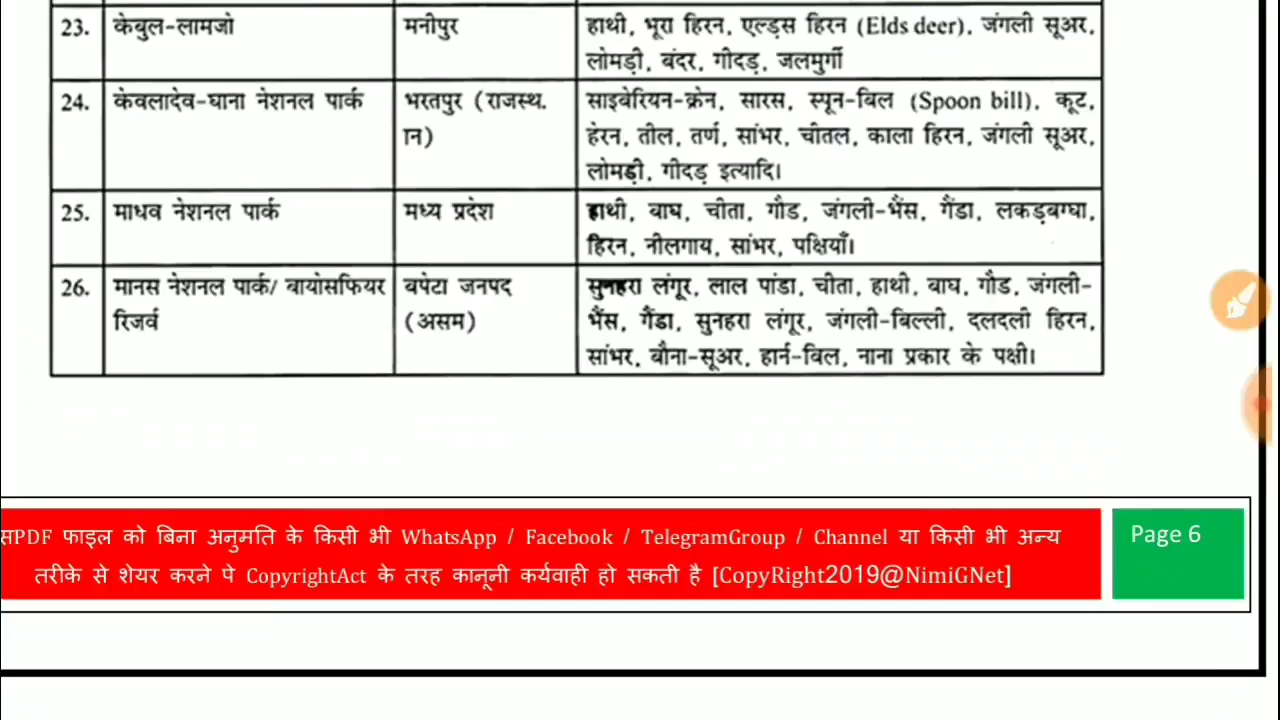 23. केबुल-लामजो मनीपुर हाथी, भूरा हिरन, एल्ड्स हिरन (Elds deer), जंगली सूअर,
लोमड़ी, बंदर, गीदड़, जलमुर्गी
24. केवलादेव-घाना नेशनल पार्क भरतपुर (राजस्थ. साइबेरियन-क्रेन, सारस, स्पून-बिल (Spoon bill), कूट,
ान) हेरन, तील, तर्ण, सांभर, चीतल, काला हिरन, जंगली सूअर,
लोमड़ी, गीदड़ इत्यादि।
25. माधव नेशनल पार्क मध्य प्रदेश हाथी, बाघ, चीता, गौड, जंगली-भैंस, गैंडा, लकड़बग्घा,
हिरन, नीलगाय, सांभर, पक्षियाँ।
26. मानस नेशनल पार्क/ बायोसफियर बपेटा जनपद सुनहरा लंगूर, लाल पांडा, चीता, हाथी, बाघ, गौड, जंगली-
रिजर्व (असम) भैंस, गैंडा, सुनहरा लंगूर, जंगली-बिल्ली, दलदली हिरन,
सांभर, बौना-सूअर, हार्न-बिल, नाना प्रकार के पक्षी।
सPDF फाइल को बिना अनुमति के किसी भी WhatsApp / Facebook / TelegramGroup / Channel या किसी भी अन्य
तरीके से शेयर करने पे CopyrightAct के तरह कानूनी कर्यवाही हो सकती है [CopyRight2019@NimiGNet]
Page 6